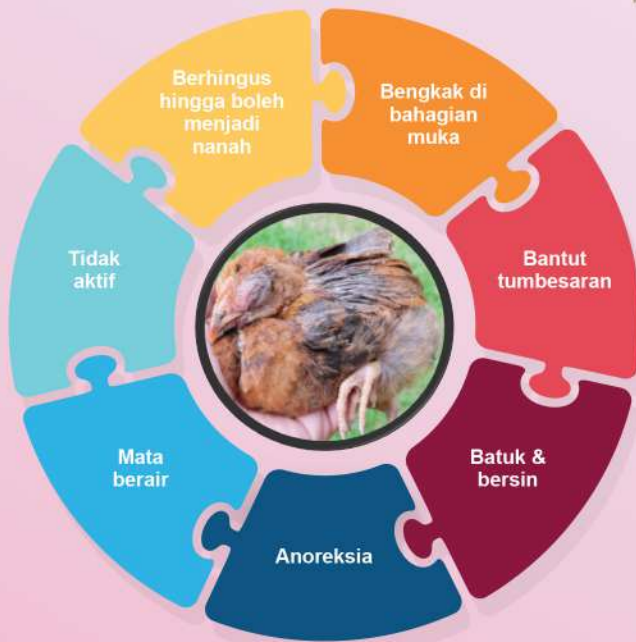 Berhingus
hingga boleh
menjadi
nanah
Bengkak di
bahagian
muka
Bantut
tumbesaran
Batuk &
bersin
Anoreksia
Mata
berair
Tidak
aktif